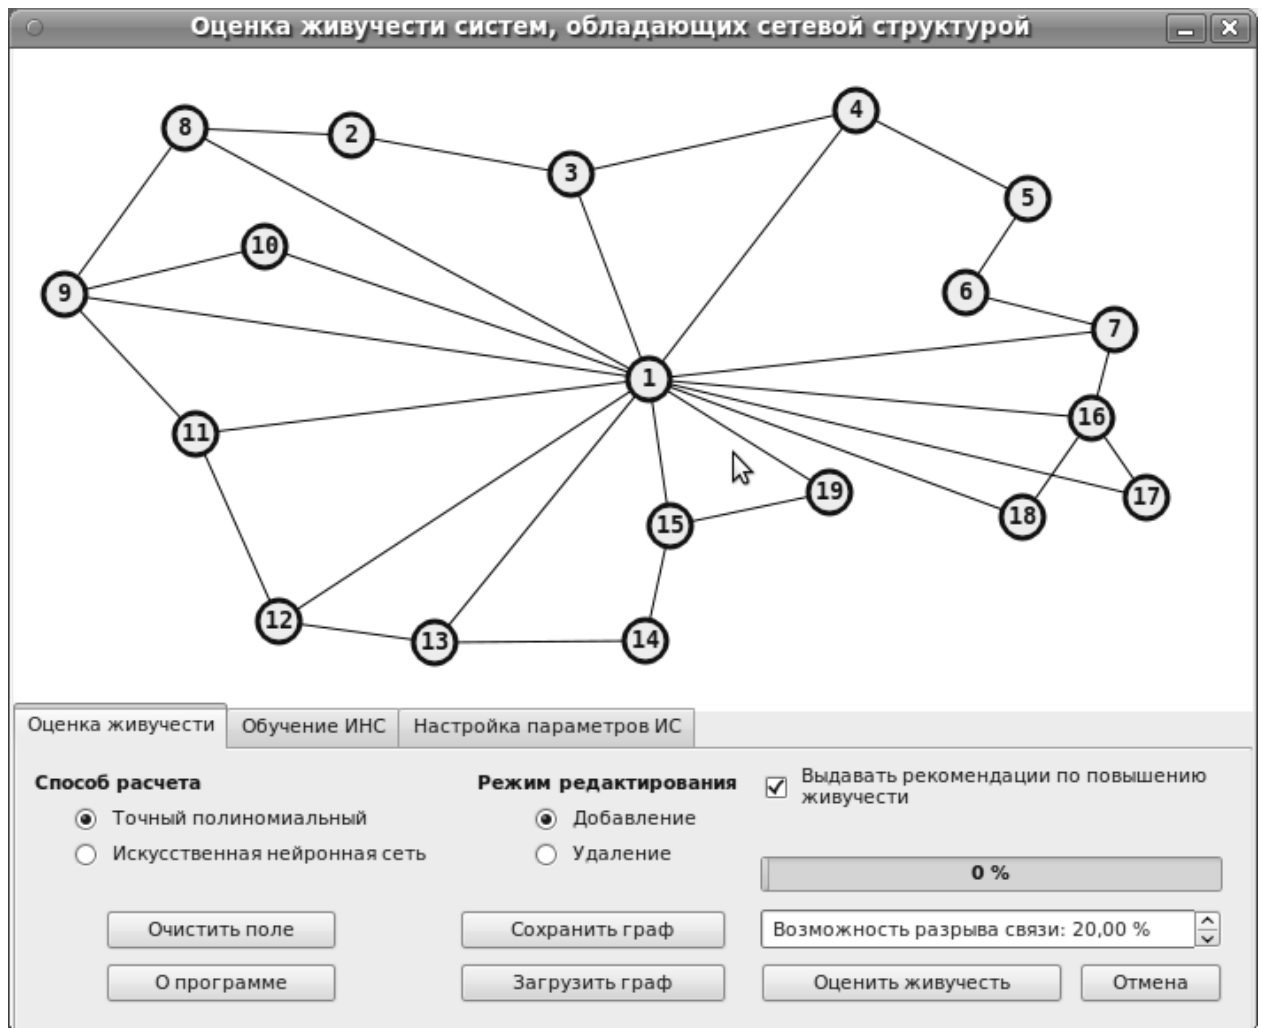 Оценка живучести систем, обладающих сетевой структурой
4
8
2
3
5
10
6
9
7
1
16
11
19
17
18
15
12
13
14
Оценка живучести
Обучение ИНС
Настройка параметров ИС
Способ расчета
Точный полиномиальный
Искусственная нейронная сеть
Режим редактирования
Добавление
Удаление
Выдавать рекомендации по повышению
живучести
0 %
Очистить поле
Сохранить граф
Возможность разрыва связи: 20,00 %
О программе
Загрузить граф
Оценить живучесть
Отмена